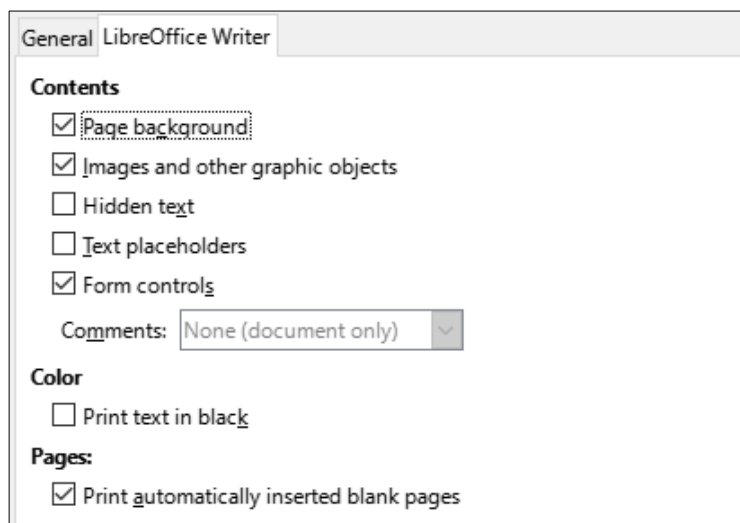 General LibreOffice Writer
Contents
Page background
Images and other graphic objects
Hidden text
Text placeholders
Form controls
Comments: None (document only)
Color
Print text in black
Pages:
Print automatically inserted blank pages